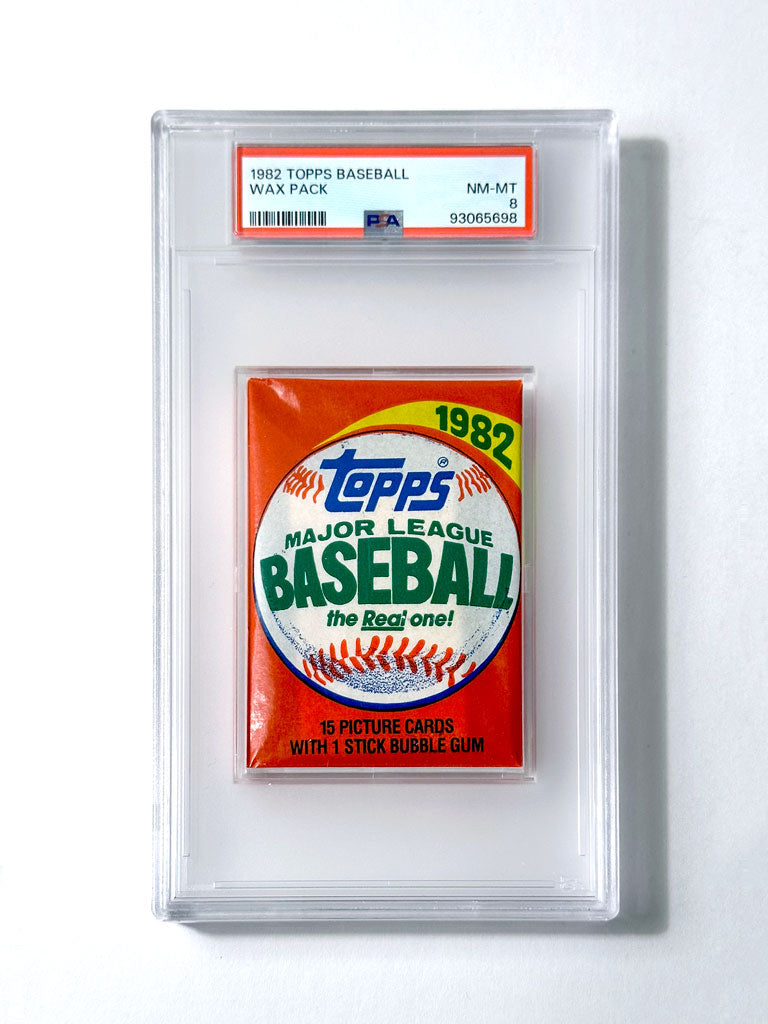 1982 TOPPS BASEBALL
WAX PACK
NM-MT
8
PSA
93065698
1982
TOPPS ®
MAJOR LEAGUE
BASEBALL
the Real one!
15 PICTURE CARDS
WITH 1 STICK BUBBLE GUM